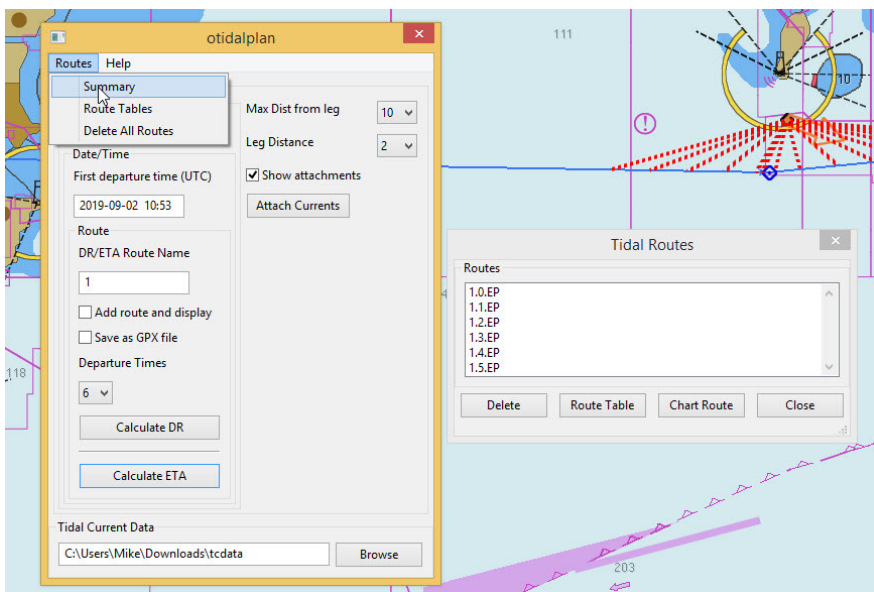 otidalplan
Routes Help
Summary
Route Tables
Delete All Routes
Max Dist from leg 10
Leg Distance 2
Date/Time
First departure time (UTC)
Show attachments
2019-09-02 10:53
Attach Currents
Route
DR/ETA Route Name
1
Add route and display
Save as GPX file
Departure Times
6
Calculate DR
Calculate ETA
Tidal Current Data
C:\Users\Mike\Downloads\tcdata
Browse
111
10
Tidal Routes
Routes
1.0.EP
1.1.EP
1.2.EP
1.3.EP
1.4.EP
1.5.EP
Delete Route Table Chart Route Close
118
203